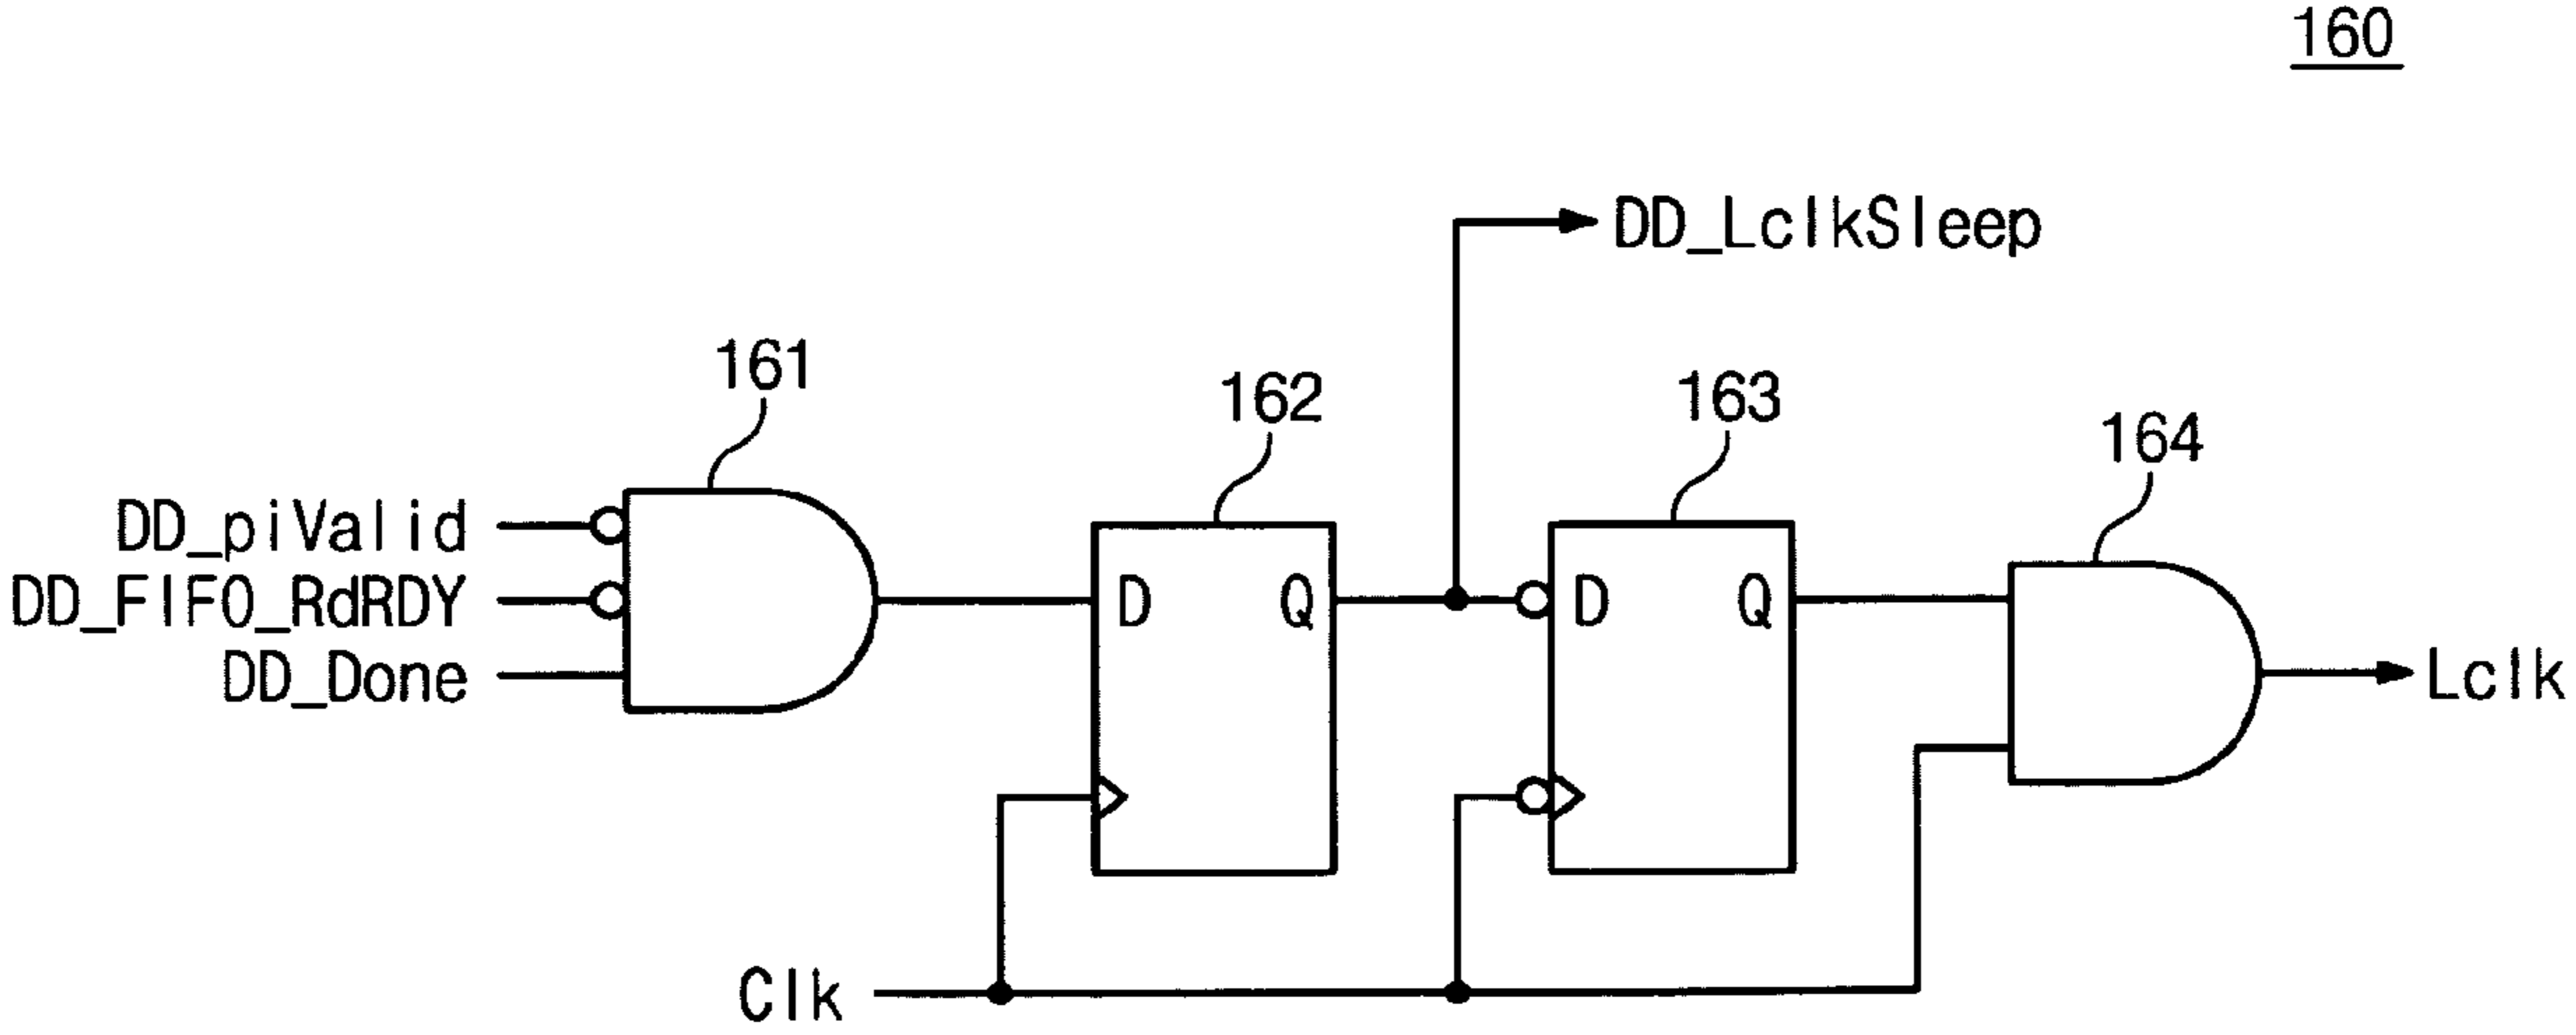 160
DD_LclkSleep
161
162
163
164
DD_piValid
DD_FIFO_RdRDY
DD_Done
D
Q
D
Q
Lclk
Clk